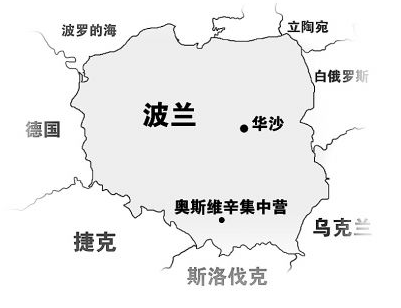 波罗的海
立陶宛
白俄罗斯
波兰
华沙
德国
奥斯维辛集中营
捷克
乌克兰
斯洛伐克